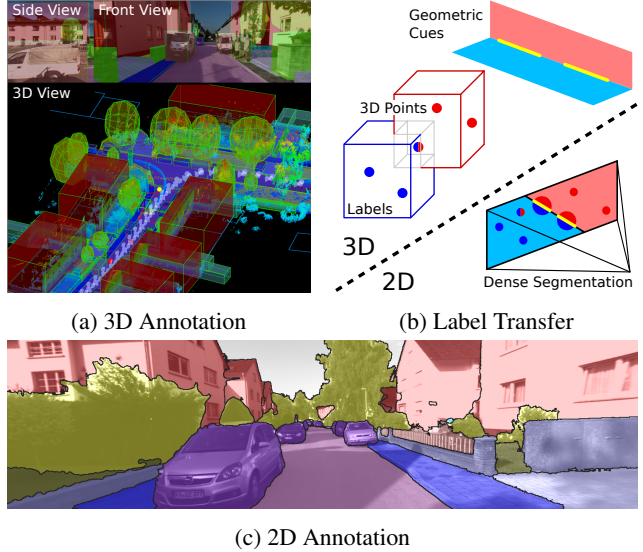 Side View
Front View
3D View
(a) 3D Annotation
Geometric
Cues
3D Points
Labels
3D
2D
Dense Segmentation
(b) Label Transfer
(c) 2D Annotation